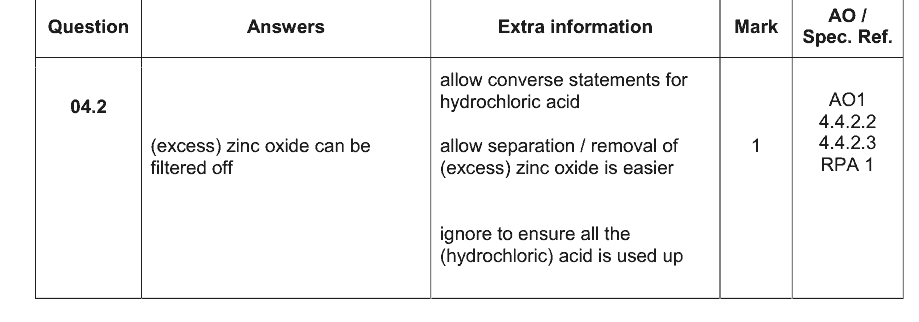 Question Answers Extra information Mark AO /
Spec. Ref.
allow converse statements for
hydrochloric acid
04.2 AO1
4.4.2.2
(excess) zinc oxide can be allow separation / removal of 1 4.4.2.3
filtered off (excess) zinc oxide is easier RPA 1
ignore to ensure all the
(hydrochloric) acid is used up